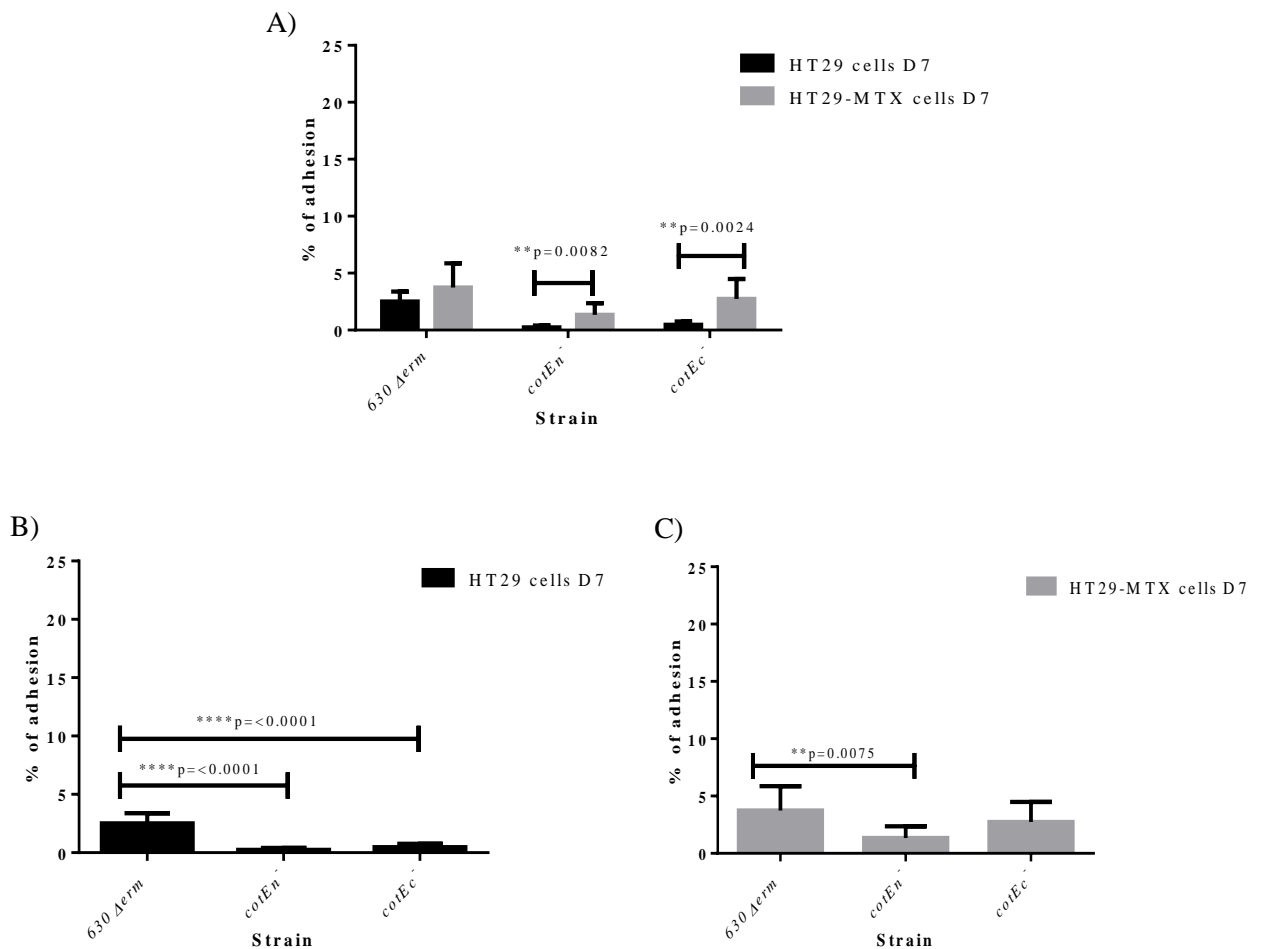 A)
25
20
15
10
5
0
% of adhesion
HT29 cells D7
HT29-MTX cells D7
**p=0.0082
**p=0.0024
630 Δerm
cotEn-
cotEc-
Strain
B)
25
20
15
10
5
0
% of adhesion
HT29 cells D7
****p=<0.0001
****p=<0.0001
630 Δerm
cotEn-
cotEc-
Strain
C)
25
20
15
10
5
0
% of adhesion
HT29-MTX cells D7
**p=0.0075
630 Δerm
cotEn-
cotEc-
Strain